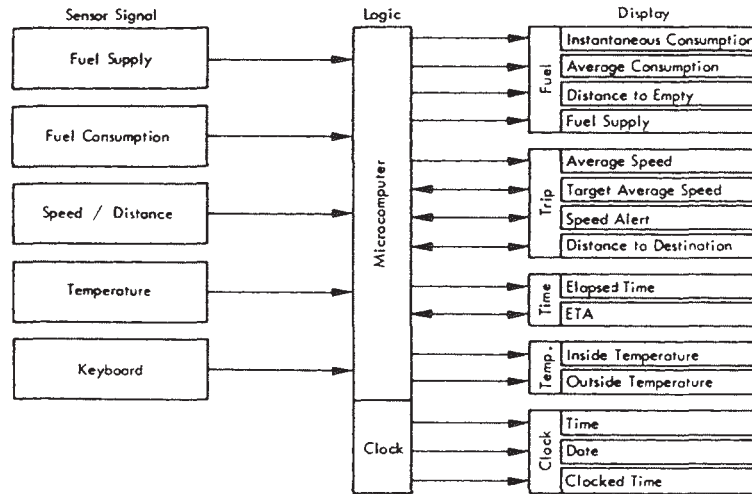 Sensor Signal
Logic
Display
Fuel Supply
Fuel Consumption
Speed / Distance
Temperature
Keyboard
Microcomputer
Clock
Fuel
Instantaneous Consumption
Average Consumption
Distance to Empty
Fuel Supply
Trip
Average Speed
Target Average Speed
Speed Alert
Distance to Destination
Time
Elapsed Time
ETA
Temp.
Inside Temperature
Outside Temperature
Clock
Time
Date
Clocked Time